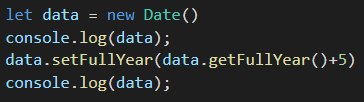 let data = new Date()
console.log(data);
data.setFullYear(data.getFullYear()+5)
console.log(data);